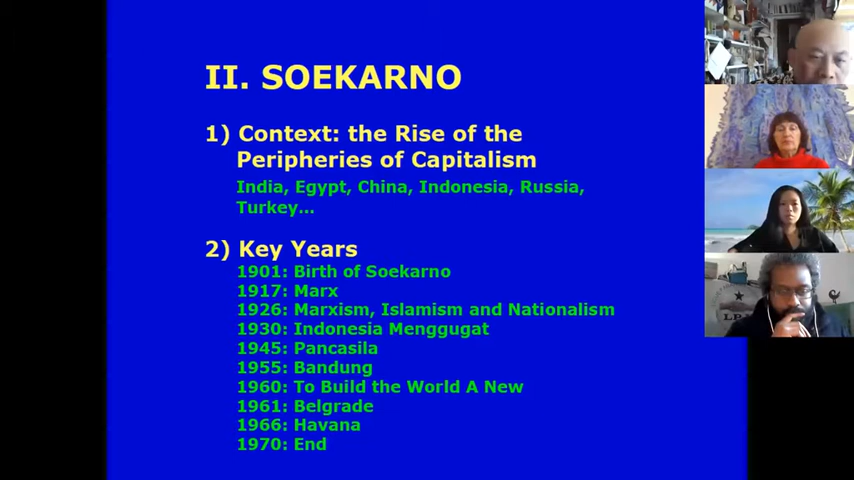 II. SOEKARNO
1) Context: the Rise of the
Peripheries of Capitalism
India, Egypt, China, Indonesia, Russia,
Turkey...
2) Key Years
1901: Birth of Soekarno
1917: Marx
1926: Marxism, Islamism and Nationalism
1930: Indonesia Menggugat
1945: Pancasila
1955: Bandung
1960: To Build the World A New
1961: Belgrade
1966: Havana
1970: End